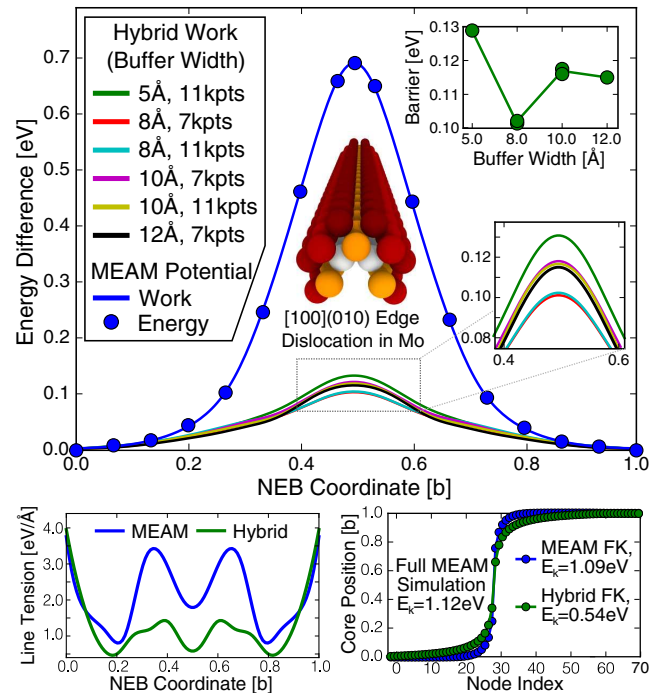 Hybrid Work
(Buffer Width)
5Å, 11kpts
8Å, 7kpts
8Å, 11kpts
10Å, 7kpts
10Å, 11kpts
12Å, 7kpts
MEAM Potential
Work
Energy
Energy Difference [eV]
0.7
0.6
0.5
0.4
0.3
0.2
0.1
0.0
0.0 0.2 0.4 0.6 0.8 1.0
NEB Coordinate [b]
[100](010) Edge
Dislocation in Mo
Barrier [eV]
0.13
0.12
0.11
0.10
5.0 8.0 10.0 12.0
Buffer Width [Å]
0.12
0.10
0.08
0.4 0.6
Line Tension [eV/Å]
4.0
3.0
2.0
1.0
MEAM Hybrid
0.0 0.2 0.4 0.6 0.8 1.0
NEB Coordinate [b]
Core Position [b]
1.0
0.8
0.6
0.4
0.2
0.0
Full MEAM
Simulation
Eₖ=1.12eV
MEAM FK,
Eₖ=1.09eV
Hybrid FK,
Eₖ=0.54eV
0 10 20 30 40 50 60 70
Node Index